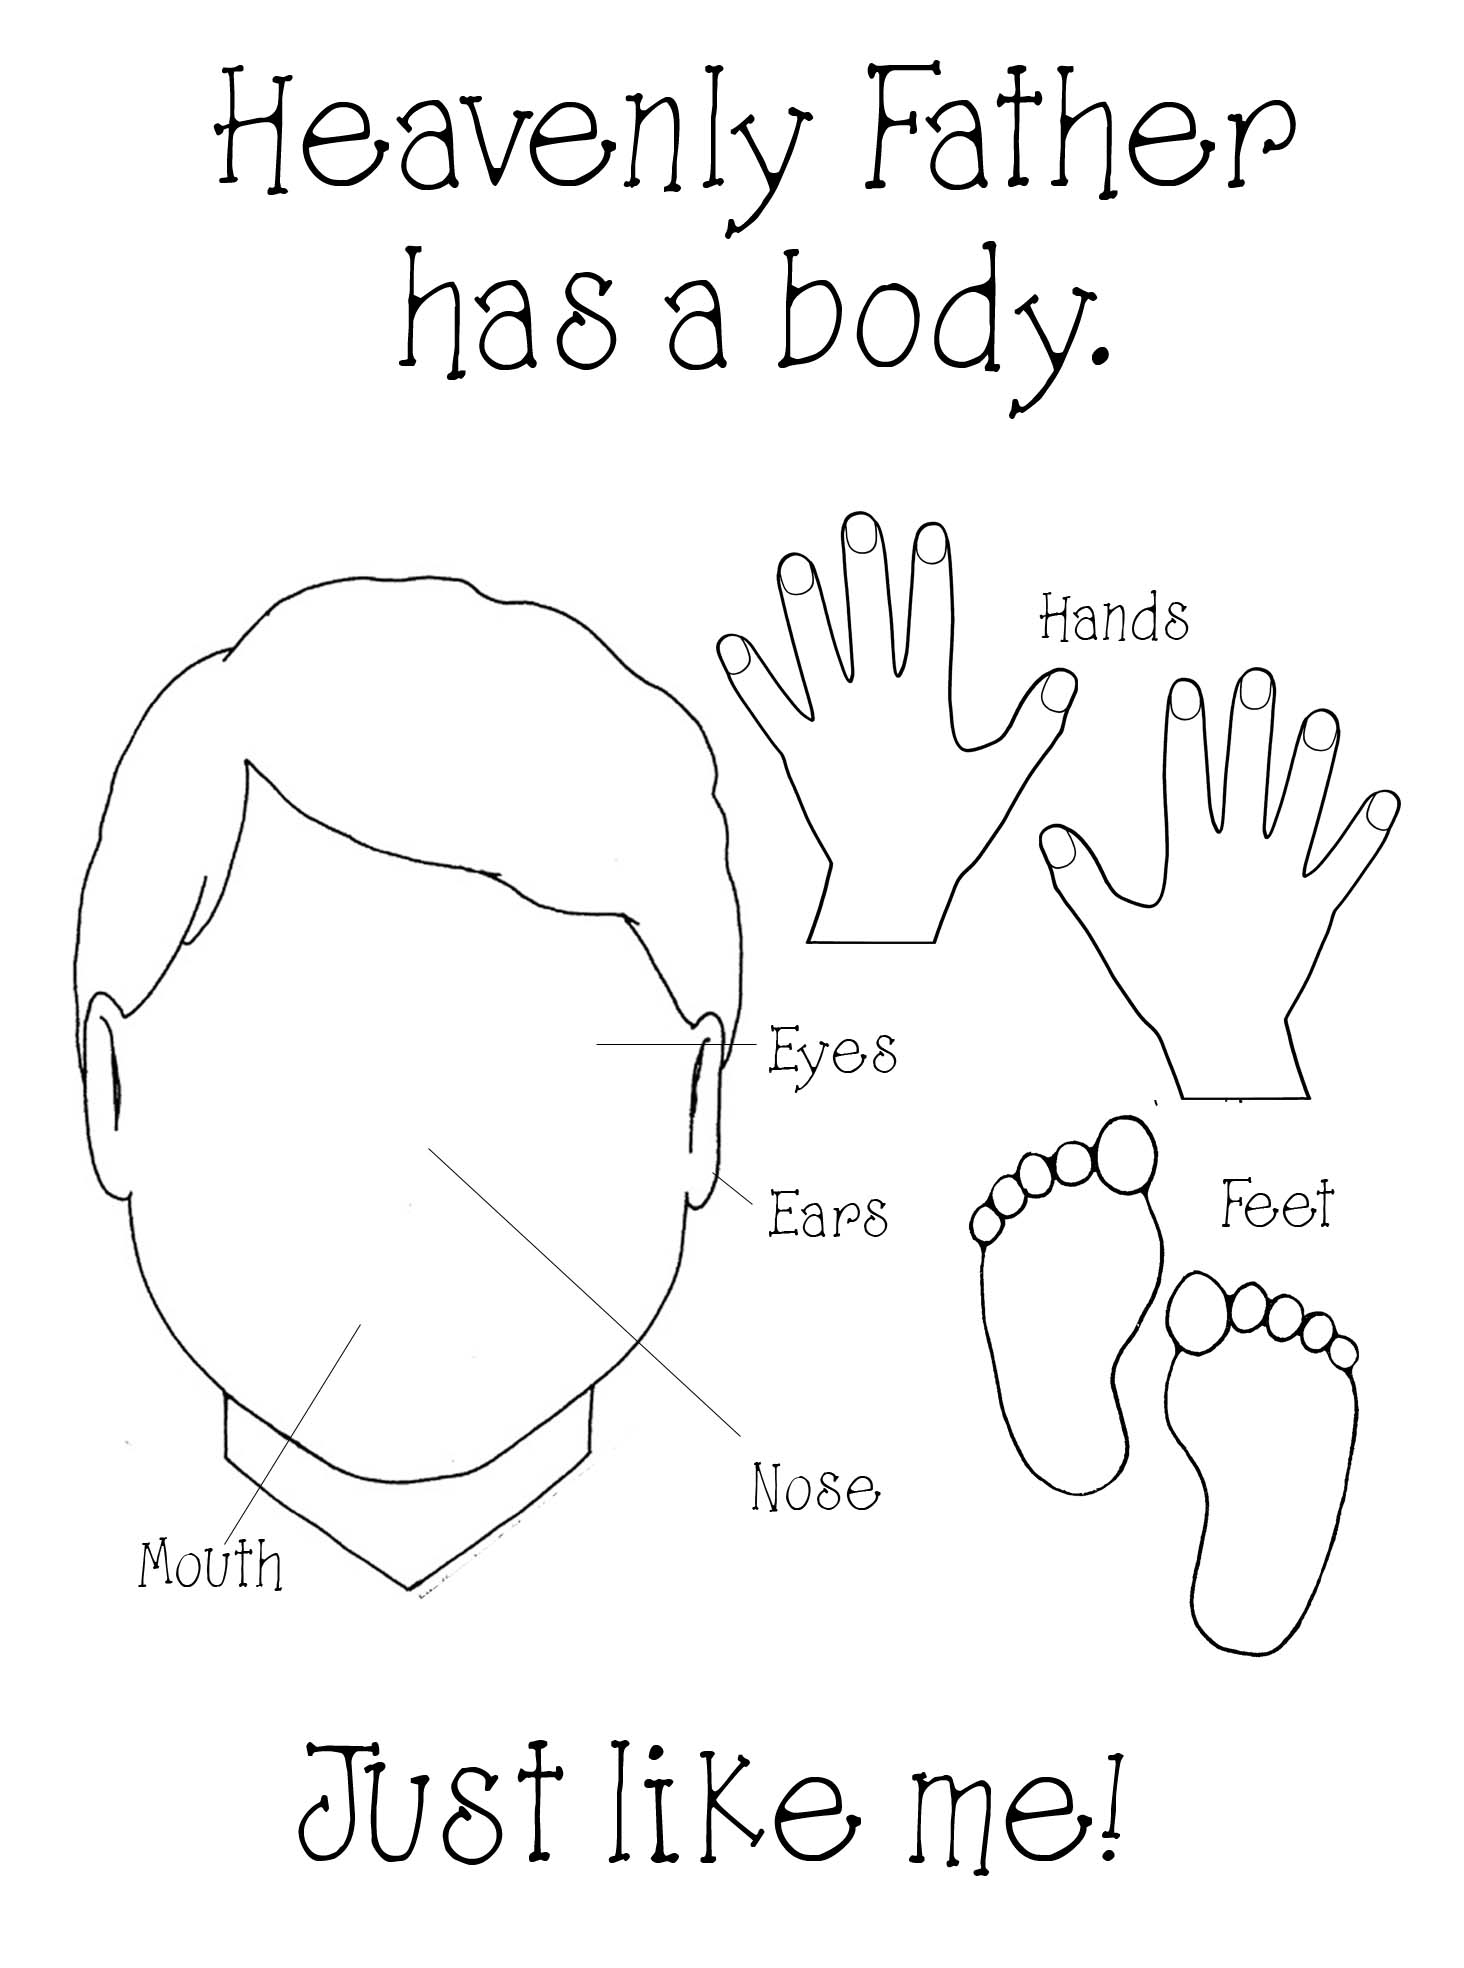 Heavenly Father
has a body.
Hands
Eyes
Ears
Feet
Nose
Mouth
Just like me!